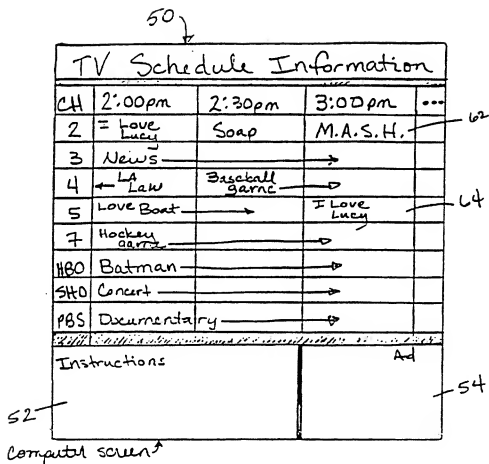 50
TV Schedule Information
CH 2:00pm 2:30pm 3:00pm ...
2 I Love Lucy Soap M.A.S.H. 62
3 News
4 LA Law Baseball game
5 Love Boat I Love Lucy 64
7 Hockey game
HBO Batman
SHO Concert
PBS Documentary
Instructions Ad
52 54
Computer screen